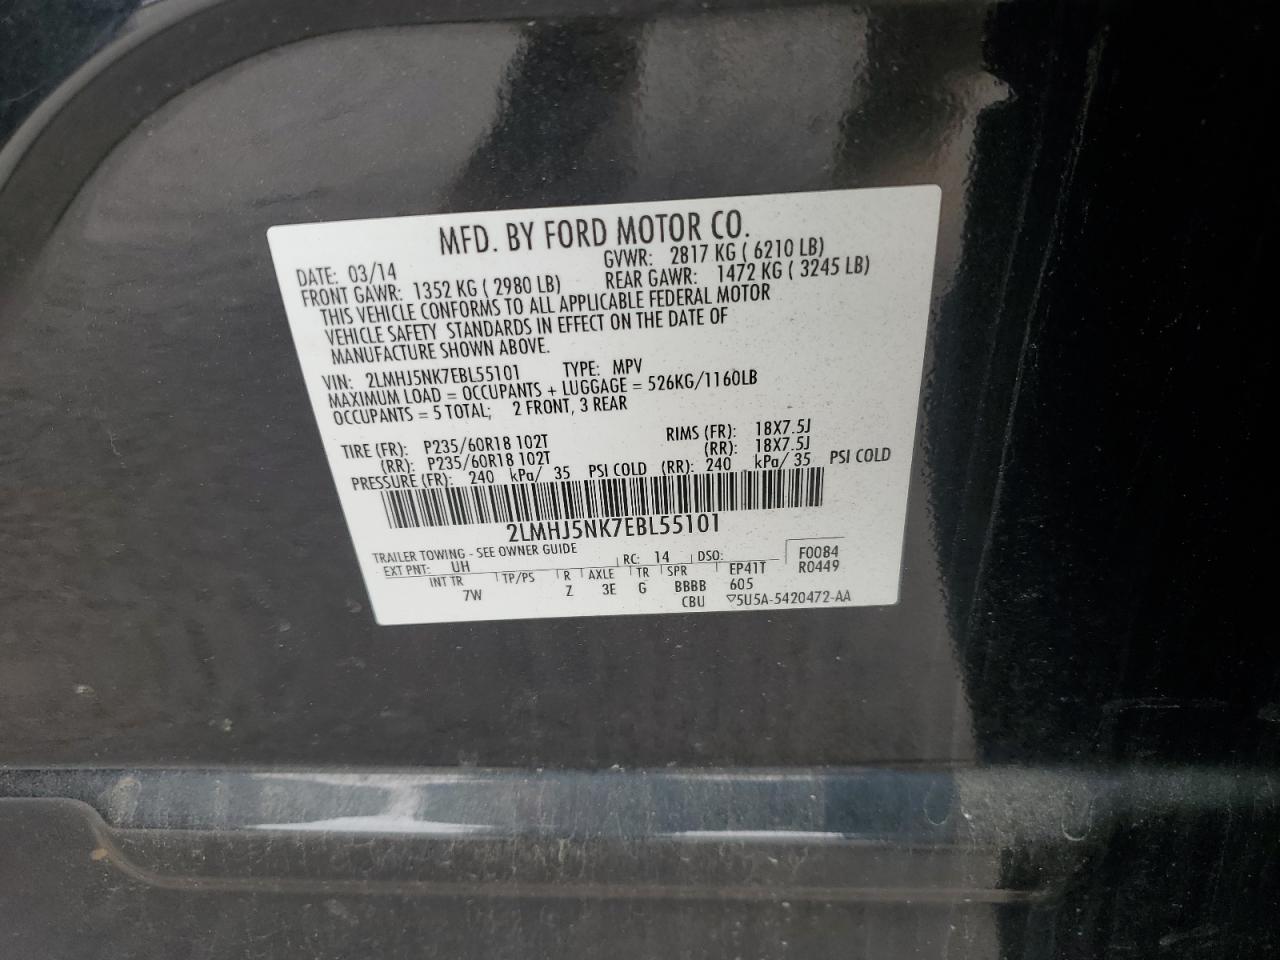 MFD. BY FORD MOTOR CO.
DATE: 03/14 GVWR: 2817 KG ( 6210 LB)
FRONT GAWR: 1352 KG ( 2980 LB) REAR GAWR: 1472 KG ( 3245 LB)
THIS VEHICLE CONFORMS TO ALL APPLICABLE FEDERAL MOTOR
VEHICLE SAFETY STANDARDS IN EFFECT ON THE DATE OF
MANUFACTURE SHOWN ABOVE.
VIN: 2LMHJ5NK7EBL55101 TYPE: MPV
MAXIMUM LOAD = OCCUPANTS + LUGGAGE = 526KG/1160LB
OCCUPANTS = 5 TOTAL; 2 FRONT, 3 REAR
TIRE (FR): P235/60R18 102T RIMS (FR): 18X7.5J
(RR): P235/60R18 102T (RR): 18X7.5J
PRESSURE (FR): 240 kPa/ 35 PSI COLD (RR): 240 kPa/ 35 PSI COLD
2LMHJ5NK7EBL55101
TRAILER TOWING - SEE OWNER GUIDE
EXT PNT: UH RC: 14 DSO: F0084
INT TR TP/PS R AXLE TR SPR EP41T R0449
7W Z 3E G BBBB 605
CBU ▽5U5A-5420472-AA